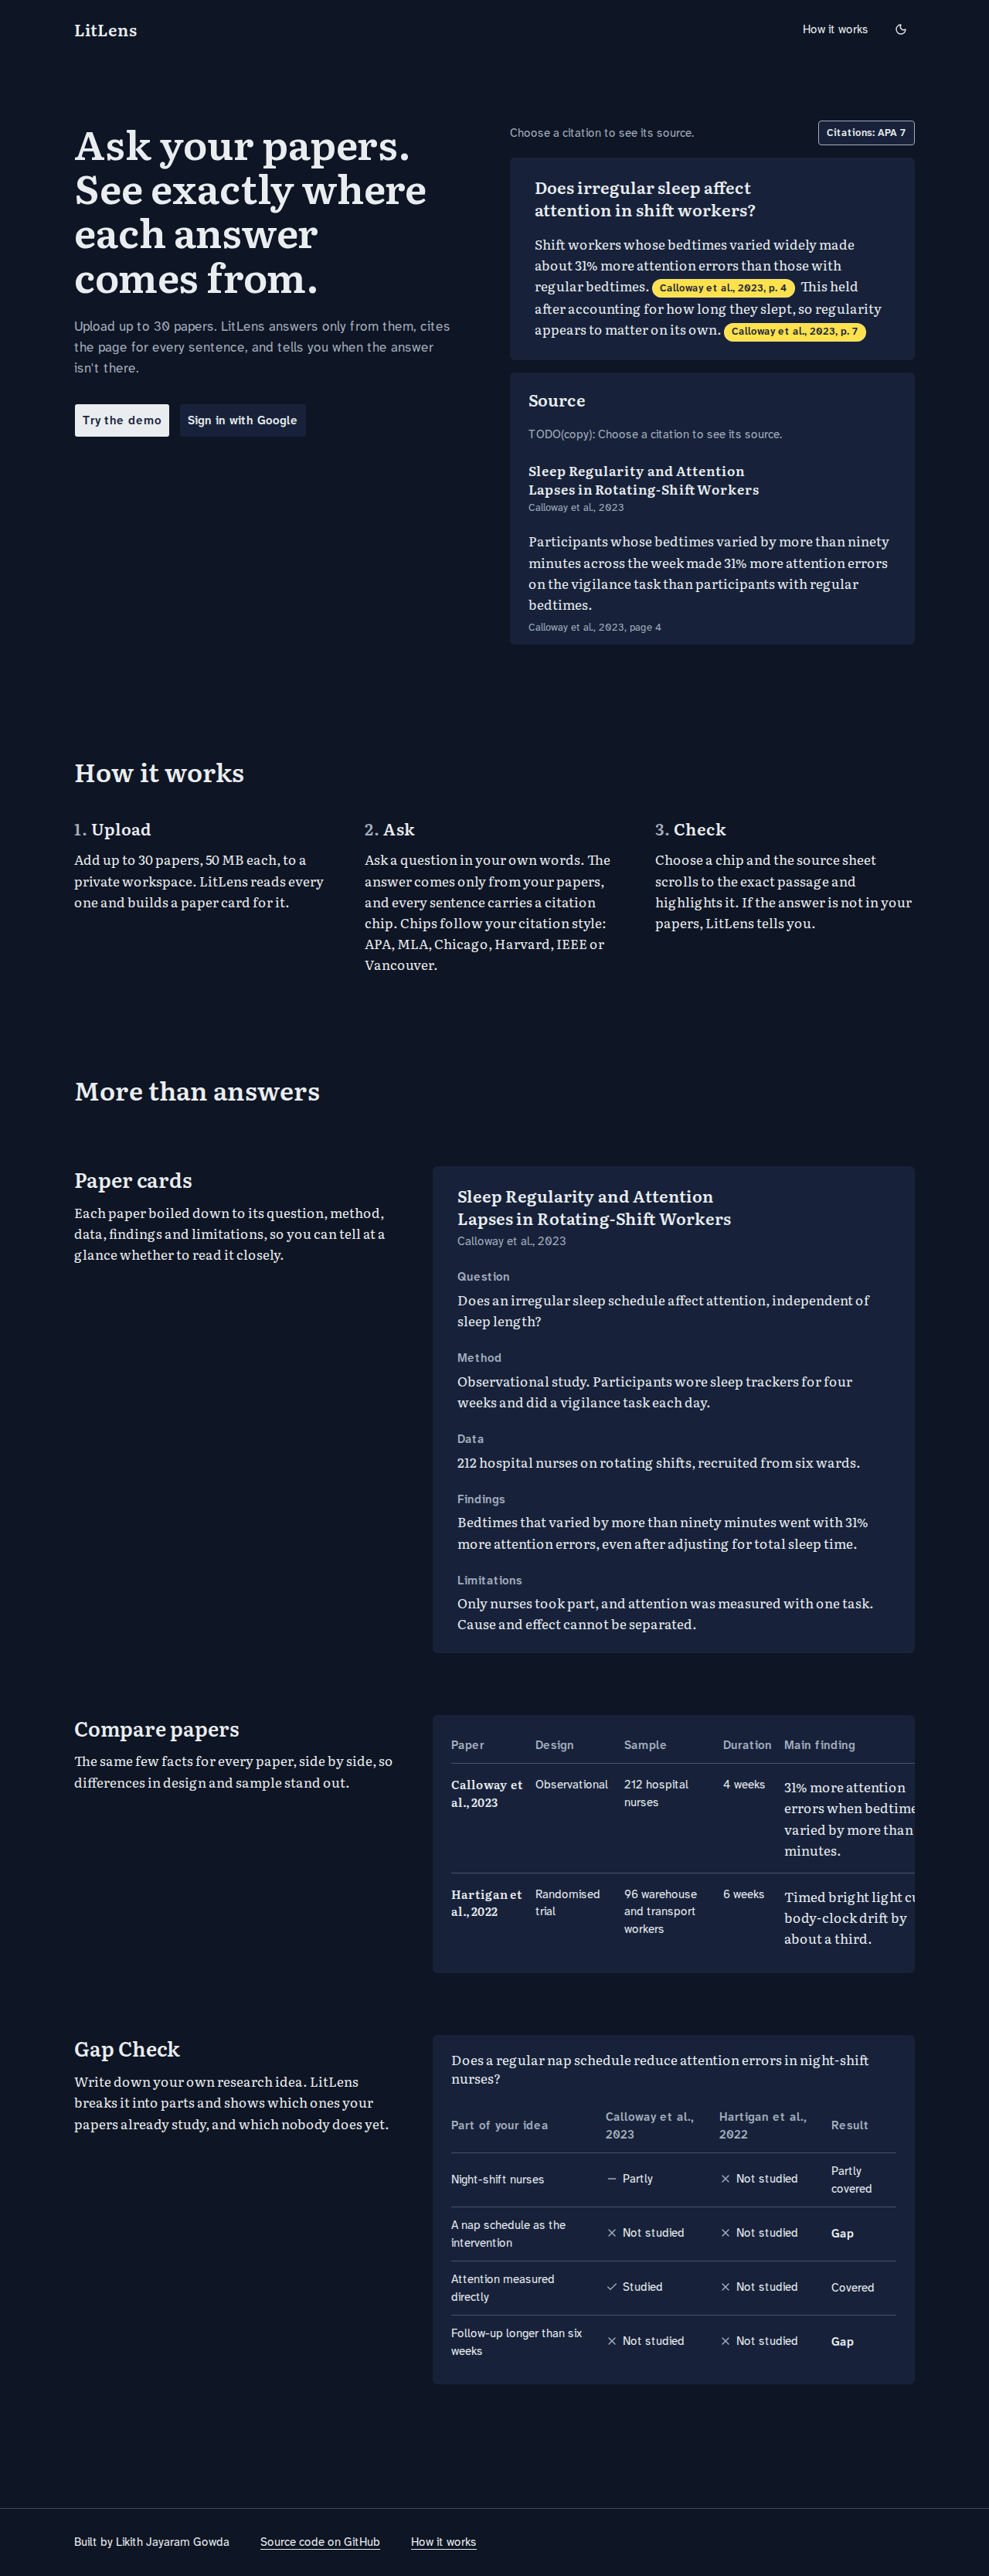 LitLens
How it works
Ask your papers.
See exactly where
each answer
comes from.
Upload up to 30 papers. LitLens answers only from them, cites
the page for every sentence, and tells you when the answer
isn't there.
Try the demo
Sign in with Google
Choose a citation to see its source.
Citations: APA 7
Does irregular sleep affect
attention in shift workers?
Shift workers whose bedtimes varied widely made
about 31% more attention errors than those with
regular bedtimes. Calloway et al., 2023, p. 4 This held
after accounting for how long they slept, so regularity
appears to matter on its own. Calloway et al., 2023, p. 7
Source
TODO(copy): Choose a citation to see its source.
Sleep Regularity and Attention
Lapses in Rotating-Shift Workers
Calloway et al., 2023
Participants whose bedtimes varied by more than ninety
minutes across the week made 31% more attention errors
on the vigilance task than participants with regular
bedtimes.
Calloway et al., 2023, page 4
How it works
1. Upload
Add up to 30 papers, 50 MB each, to a
private workspace. LitLens reads every
one and builds a paper card for it.
2. Ask
Ask a question in your own words. The
answer comes only from your papers,
and every sentence carries a citation
chip. Chips follow your citation style:
APA, MLA, Chicago, Harvard, IEEE or
Vancouver.
3. Check
Choose a chip and the source sheet
scrolls to the exact passage and
highlights it. If the answer is not in your
papers, LitLens tells you.
More than answers
Paper cards
Each paper boiled down to its question, method,
data, findings and limitations, so you can tell at a
glance whether to read it closely.
Sleep Regularity and Attention
Lapses in Rotating-Shift Workers
Calloway et al., 2023
Question
Does an irregular sleep schedule affect attention, independent of
sleep length?
Method
Observational study. Participants wore sleep trackers for four
weeks and did a vigilance task each day.
Data
212 hospital nurses on rotating shifts, recruited from six wards.
Findings
Bedtimes that varied by more than ninety minutes went with 31%
more attention errors, even after adjusting for total sleep time.
Limitations
Only nurses took part, and attention was measured with one task.
Cause and effect cannot be separated.
Compare papers
The same few facts for every paper, side by side, so
differences in design and sample stand out.
Paper Design Sample Duration Main finding
Calloway et
al., 2023
Observational
212 hospital
nurses
4 weeks
31% more attention
errors when bedtime
varied by more than
minutes.
Hartigan et
al., 2022
Randomised
trial
96 warehouse
and transport
workers
6 weeks
Timed bright light cu
body-clock drift by
about a third.
Gap Check
Write down your own research idea. LitLens
breaks it into parts and shows which ones your
papers already study, and which nobody does yet.
Does a regular nap schedule reduce attention errors in night-shift
nurses?
Part of your idea
Calloway et al.,
2023
Hartigan et al.,
2022
Result
Night-shift nurses
Partly
Not studied
Partly
covered
A nap schedule as the
intervention
Not studied
Not studied
Gap
Attention measured
directly
Studied
Not studied
Covered
Follow-up longer than six
weeks
Not studied
Not studied
Gap
Built by Likith Jayaram Gowda
Source code on GitHub
How it works